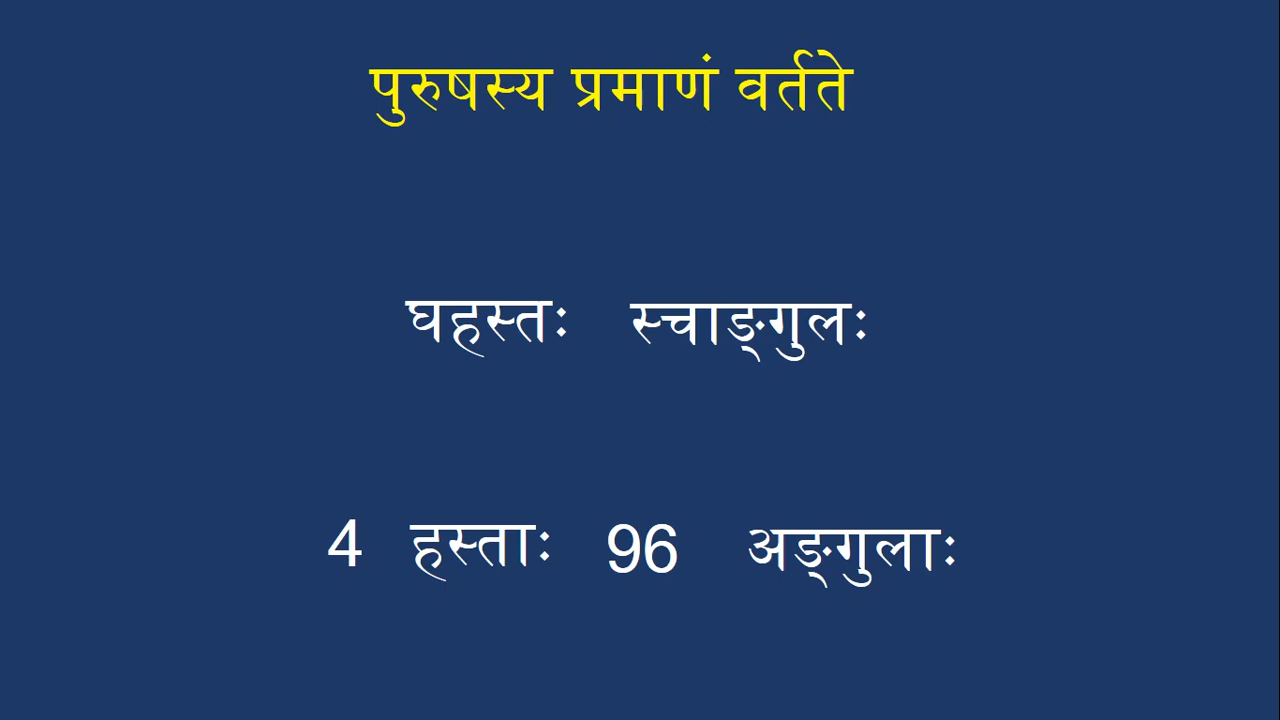 पुरुषस्य प्रमाणं वर्तते
घहस्तः स्चाङ्गुलः
4 हस्ताः 96 अङ्गुलाः